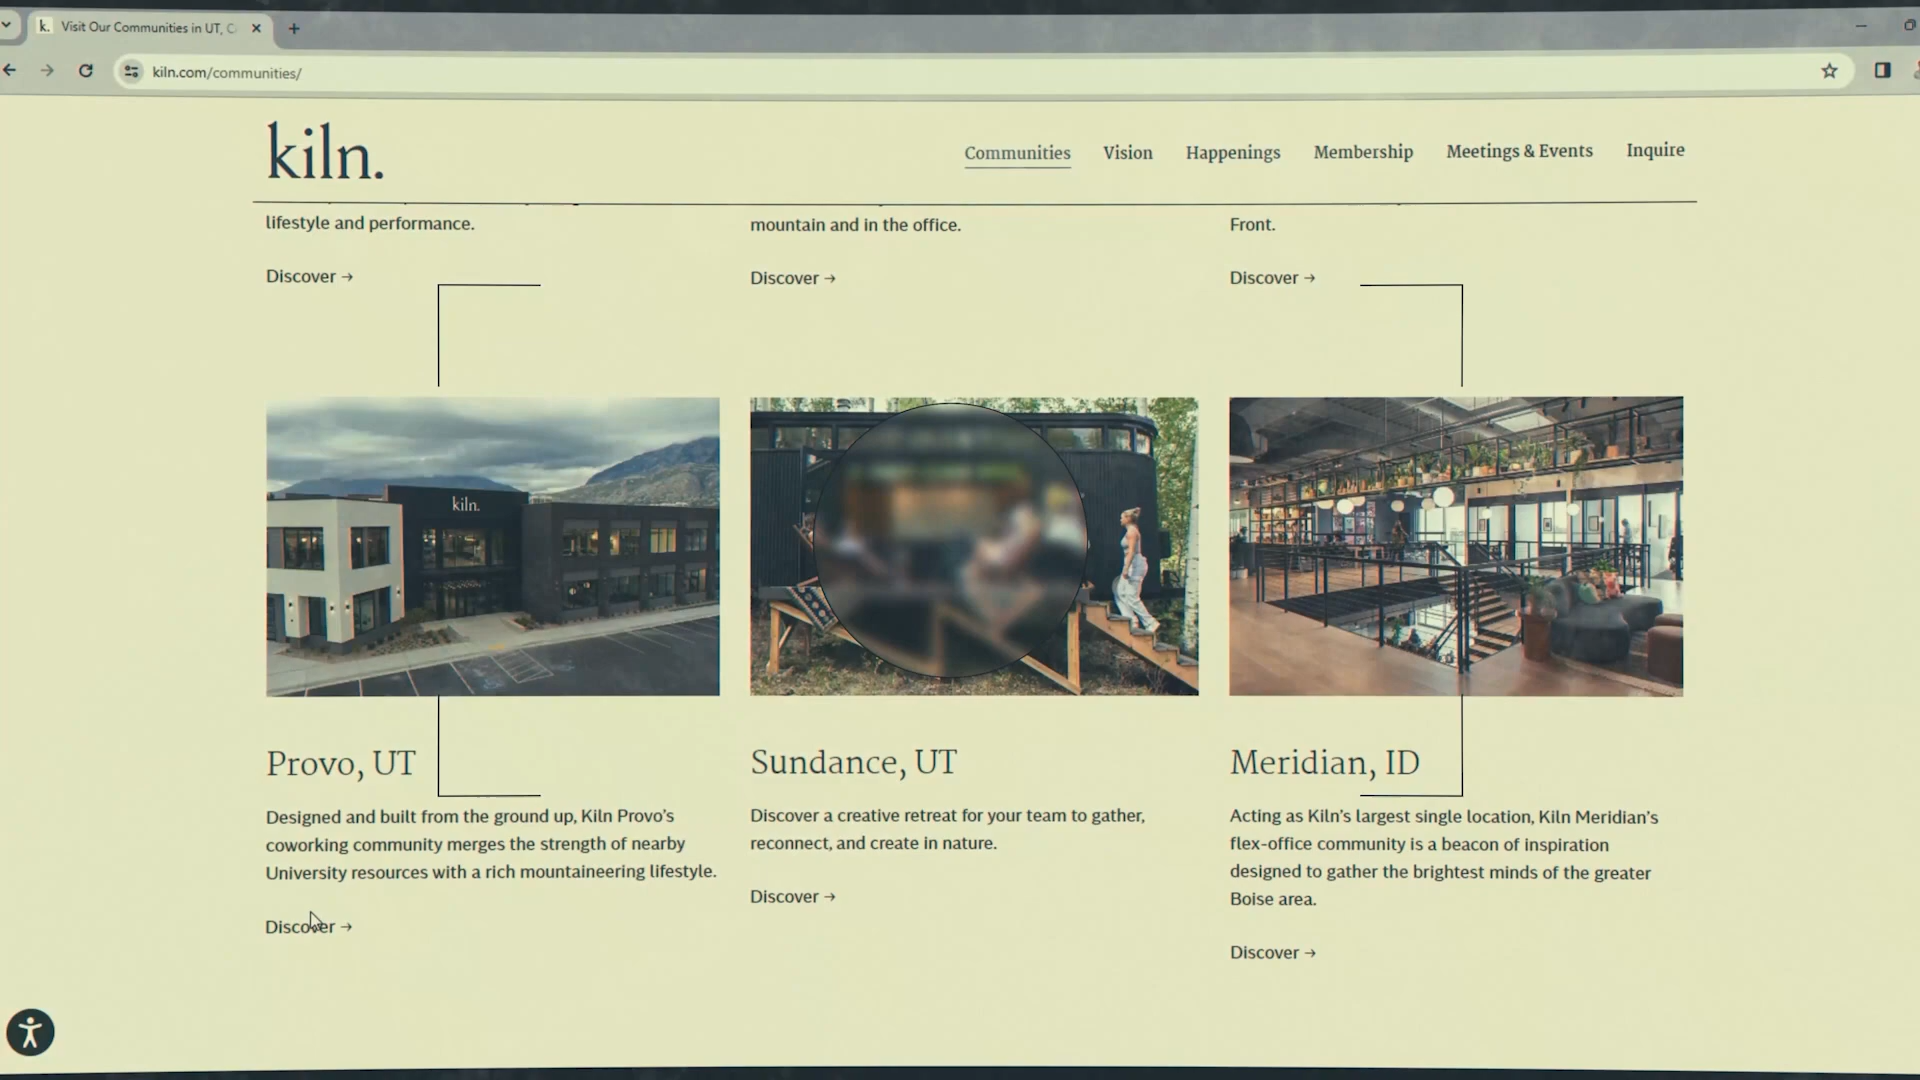 k. Visit Our Communities in UT, C
kiln.com/communities/
kiln.
Communities Vision Happenings Membership Meetings & Events Inquire
lifestyle and performance.
Discover →
mountain and in the office.
Discover →
Front.
Discover →
kiln.
Provo, UT
Designed and built from the ground up, Kiln Provo’s
coworking community merges the strength of nearby
University resources with a rich mountaineering lifestyle.
Discover →
Sundance, UT
Discover a creative retreat for your team to gather,
reconnect, and create in nature.
Discover →
Meridian, ID
Acting as Kiln’s largest single location, Kiln Meridian’s
flex-office community is a beacon of inspiration
designed to gather the brightest minds of the greater
Boise area.
Discover →